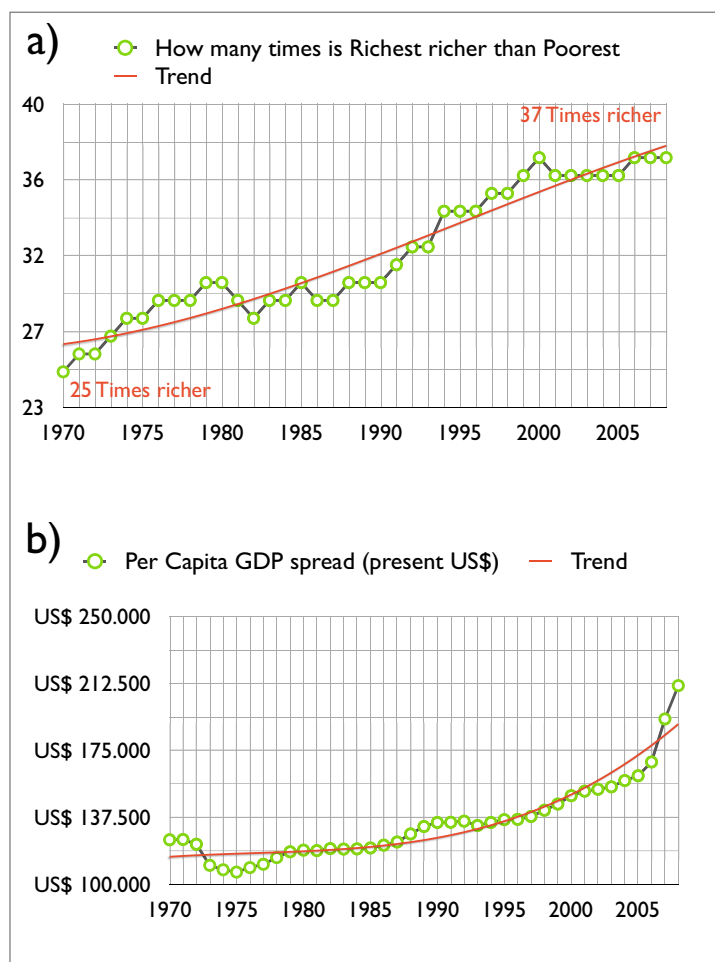 a)
How many times is Richest richer than Poorest
Trend
40
37 Times richer
36
32
27
25 Times richer
23
1970 1975 1980 1985 1990 1995 2000 2005
b)
Per Capita GDP spread (present US$) Trend
US$ 250.000
US$ 212.500
US$ 175.000
US$ 137.500
US$ 100.000
1970 1975 1980 1985 1990 1995 2000 2005